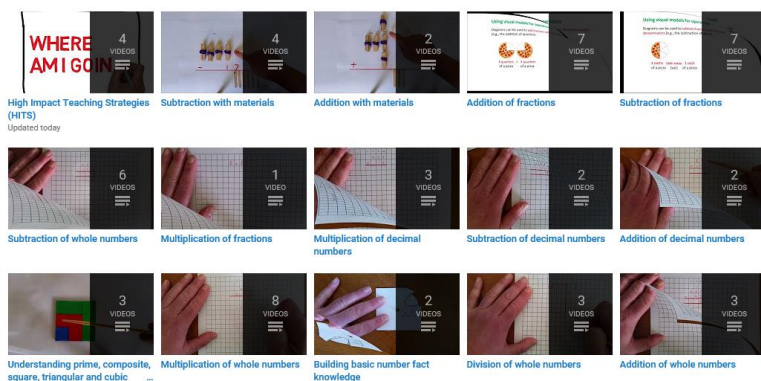 WHERE
AM I GOIN
4
VIDEOS
4
VIDEOS
2
VIDEOS
7
VIDEOS
7
VIDEOS
High Impact Teaching Strategies
(HITS)
Updated today
Subtraction with materials
Addition with materials
Addition of fractions
Subtraction of fractions
6
VIDEOS
1
VIDEO
3
VIDEOS
2
VIDEOS
2
VIDEOS
Subtraction of whole numbers
Multiplication of fractions
Multiplication of decimal
numbers
Subtraction of decimal numbers
Addition of decimal numbers
3
VIDEOS
8
VIDEOS
2
VIDEOS
3
VIDEOS
3
VIDEOS
Understanding prime, composite,
square, triangular and cubic ...
Multiplication of whole numbers
Building basic number fact
knowledge
Division of whole numbers
Addition of whole numbers